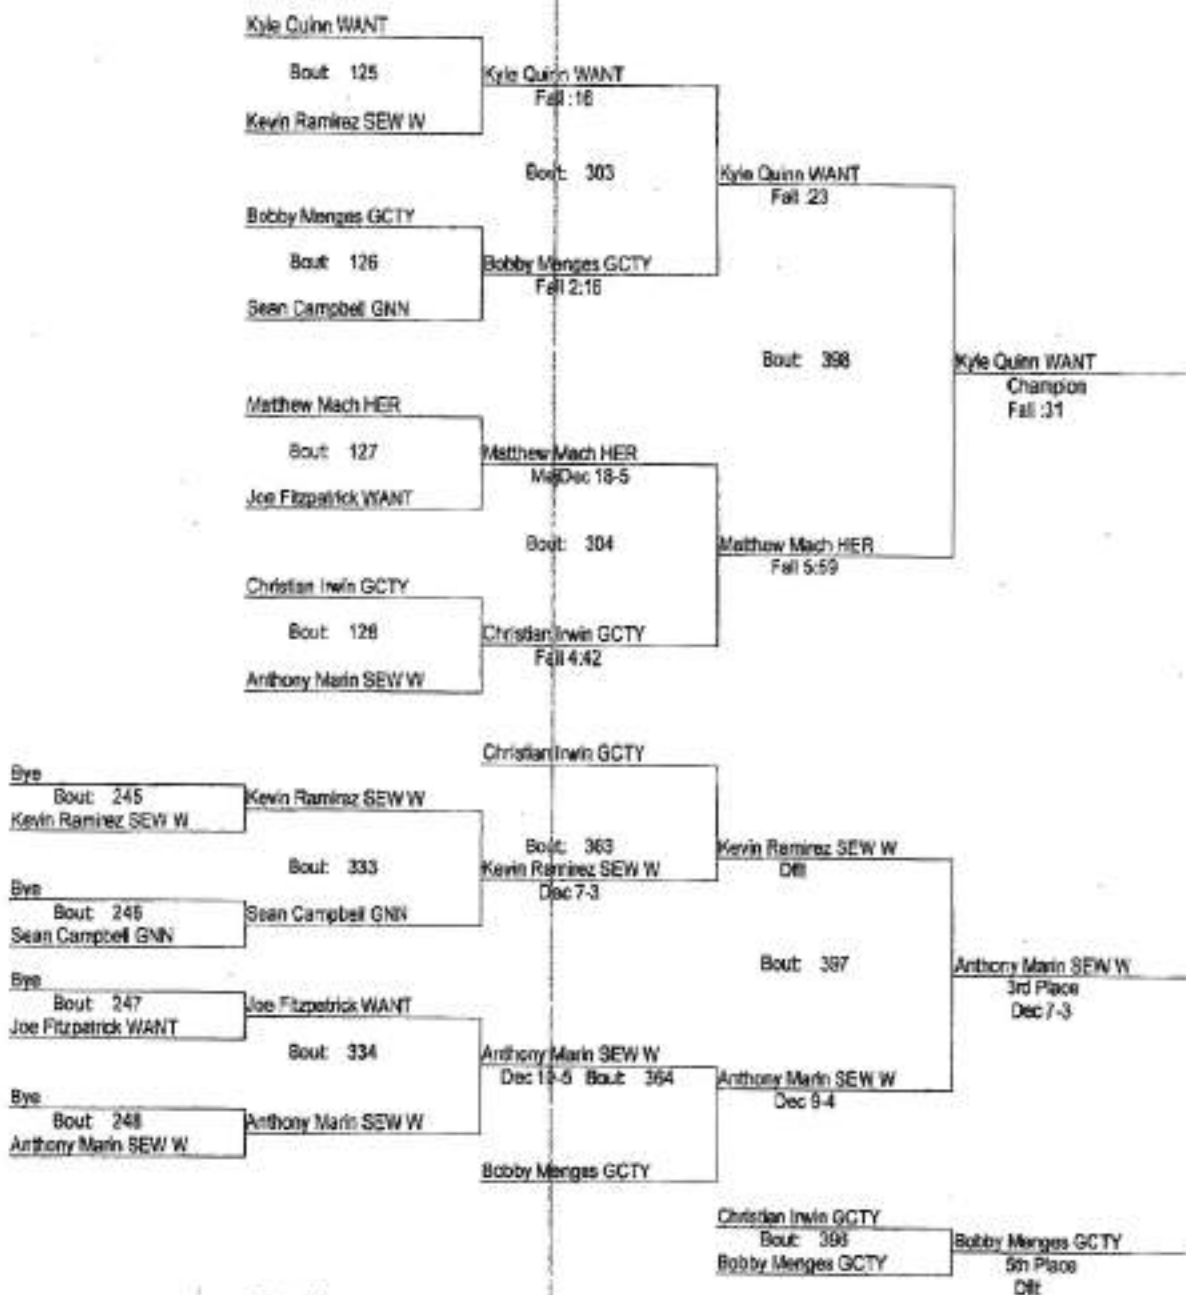 Kyle Quinn WANT
Bout: 125
Kyle Quinn WANT
Fall :16
Kevin Ramirez SEW W
Bout: 303
Kyle Quinn WANT
Fall :23
Bobby Menges GCTY
Bout: 126
Bobby Menges GCTY
Fall 2:16
Sean Campbell GNN
Bout: 398
Kyle Quinn WANT
Champion
Fall :31
Matthew Mach HER
Bout: 127
Matthew Mach HER
MajDec 18-5
Joe Fitzpatrick WANT
Bout: 304
Matthew Mach HER
Fall 5:59
Christian Irwin GCTY
Bout: 128
Christian Irwin GCTY
Fall 4:42
Anthony Marin SEW W
Christian Irwin GCTY
Bye
Bout: 245
Kevin Ramirez SEW W
Kevin Ramirez SEW W
Bout: 363
Kevin Ramirez SEW W
Dflt
Bout: 333
Kevin Ramirez SEW W
Dec 7-3
Bye
Bout: 246
Sean Campbell GNN
Sean Campbell GNN
Bout: 397
Anthony Marin SEW W
3rd Place
Dec 7-3
Bye
Bout: 247
Joe Fitzpatrick WANT
Joe Fitzpatrick WANT
Bout: 334
Anthony Marin SEW W
Dec Bout: 364
Anthony Marin SEW W
Dec 9-4
Bye
Bout: 248
Anthony Marin SEW W
Anthony Marin SEW W
Bobby Menges GCTY
Christian Irwin GCTY
Bout: 396
Bobby Menges GCTY
Bobby Menges GCTY
5th Place
Dflt